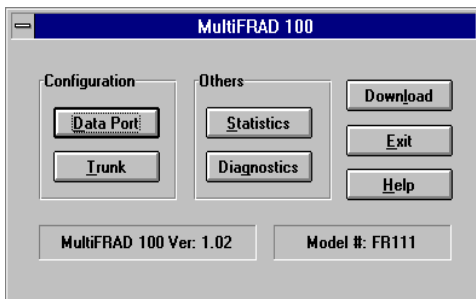 MultiFRAD 100
Configuration
Others
Data Port
Statistics
Download
Trunk
Diagnostics
Exit
Help
MultiFRAD 100 Ver: 1.02
Model #: FR111